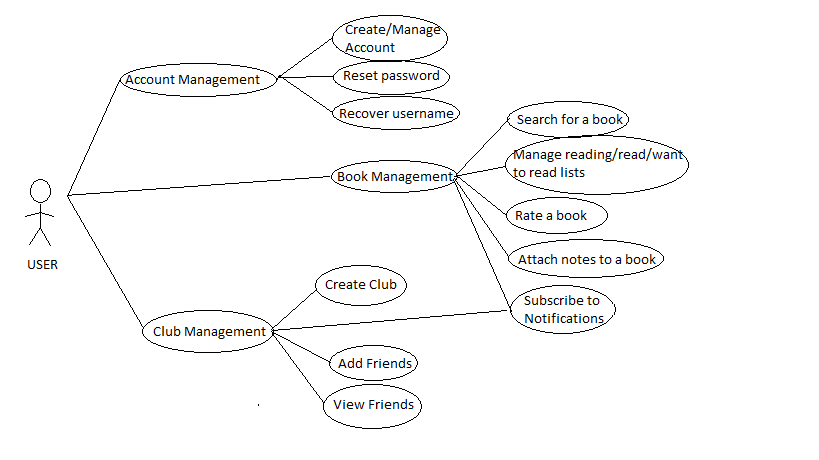 Create/Manage
Account
Account Management
Reset password
Recover username
Search for a book
Manage reading/read/want
to read lists
Book Management
Rate a book
USER
Attach notes to a book
Create Club
Subscribe to
Notifications
Club Management
Add Friends
View Friends